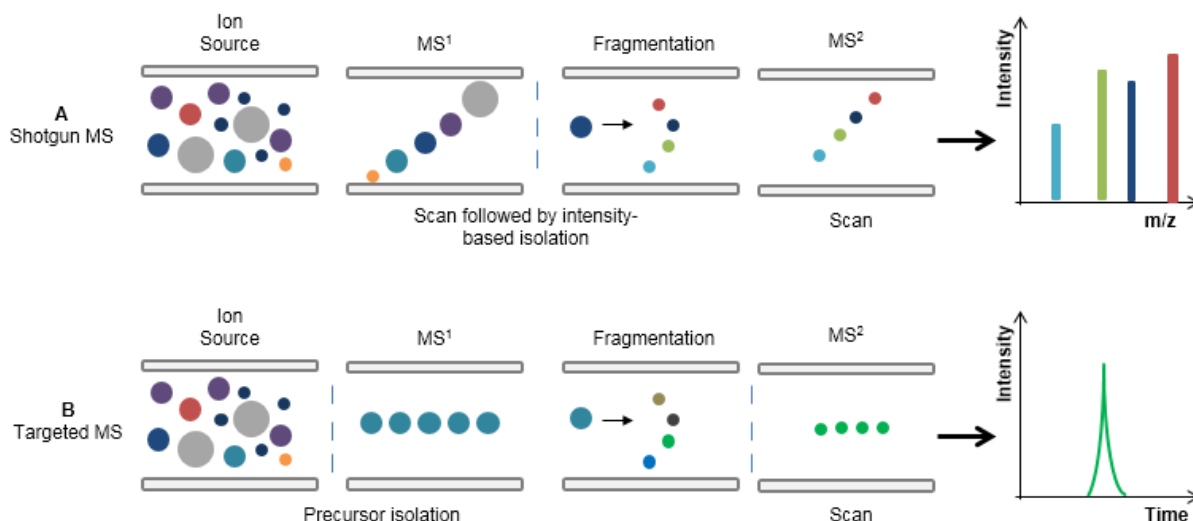 Ion
Source
MS¹
Fragmentation
MS²
A
Shotgun MS
Intensity
m/z
Scan followed by intensity-
based isolation
Scan
Ion
Source
MS¹
Fragmentation
MS²
B
Targeted MS
Intensity
Time
Precursor isolation
Scan